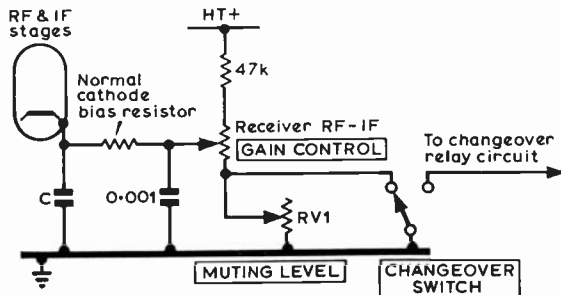 RF & IF
stages
HT+
Normal
cathode
bias resistor
47k
Receiver RF-IF
GAIN CONTROL
To changeover
relay circuit
C
0·001
RV1
MUTING LEVEL
CHANGEOVER
SWITCH